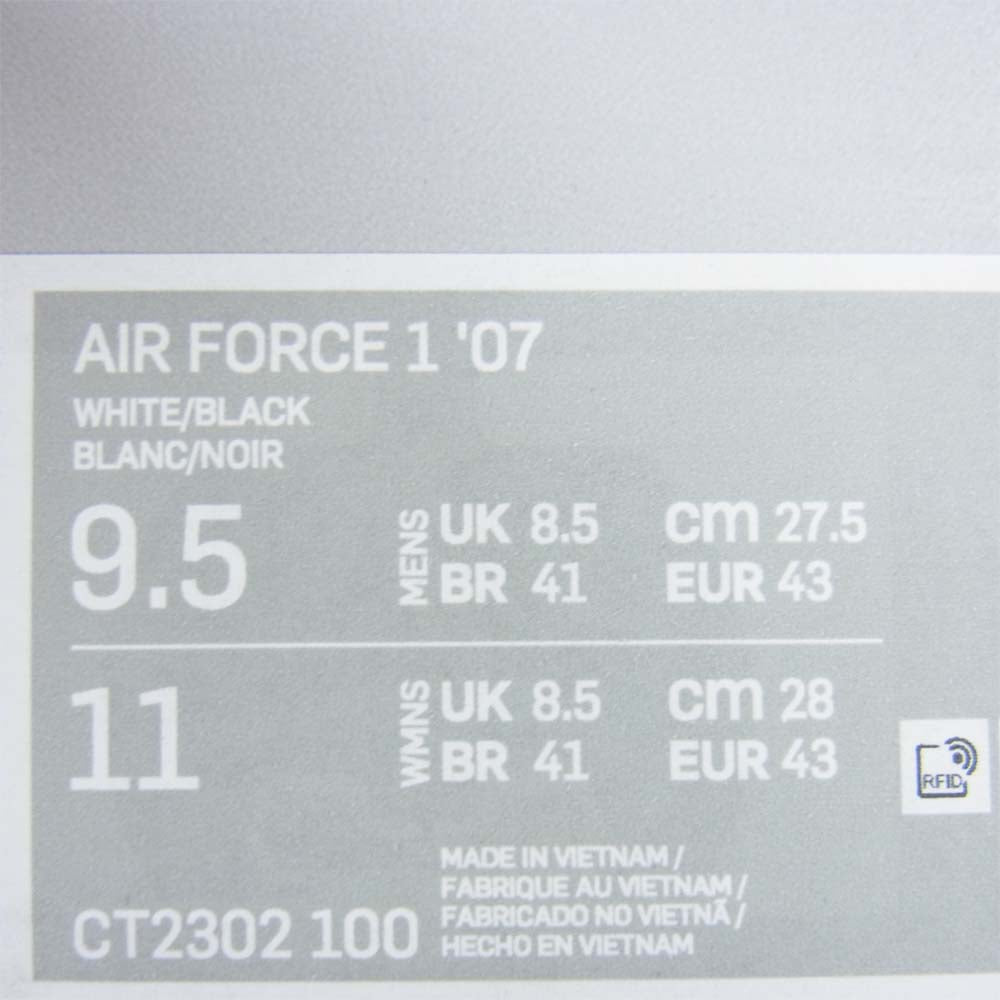 AIR FORCE 1 '07
WHITE/BLACK
BLANC/NOIR
9.5 MENS UK 8.5 cm 27.5
BR 41 EUR 43
11 WMNS UK 8.5 cm 28
BR 41 EUR 43
RFID
MADE IN VIETNAM /
FABRIQUE AU VIETNAM /
FABRICADO NO VIETNÃ /
HECHO EN VIETNAM
CT2302 100